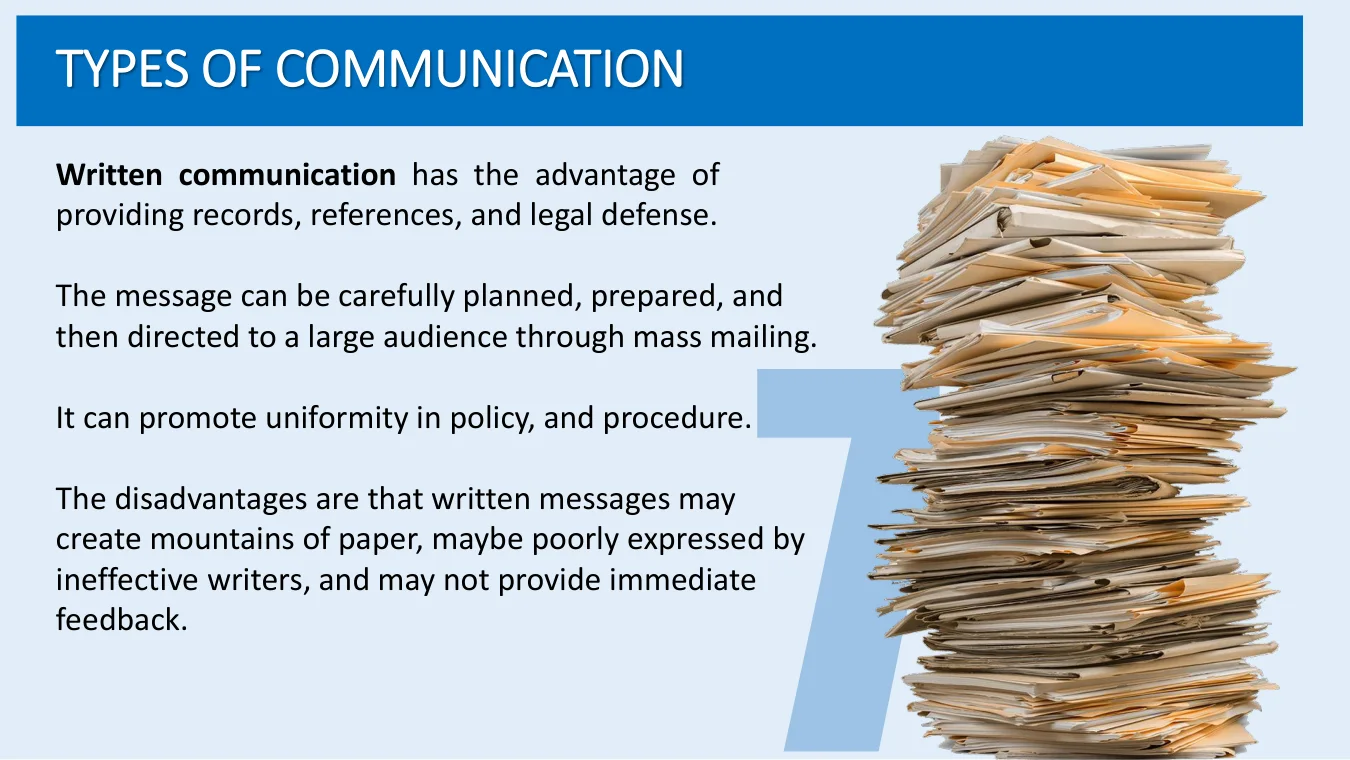 TYPES OF COMMUNICATION
Written communication has the advantage of
providing records, references, and legal defense.
The message can be carefully planned, prepared, and
then directed to a large audience through mass mailing.
It can promote uniformity in policy, and procedure.
The disadvantages are that written messages may
create mountains of paper, maybe poorly expressed by
ineffective writers, and may not provide immediate
feedback.
7